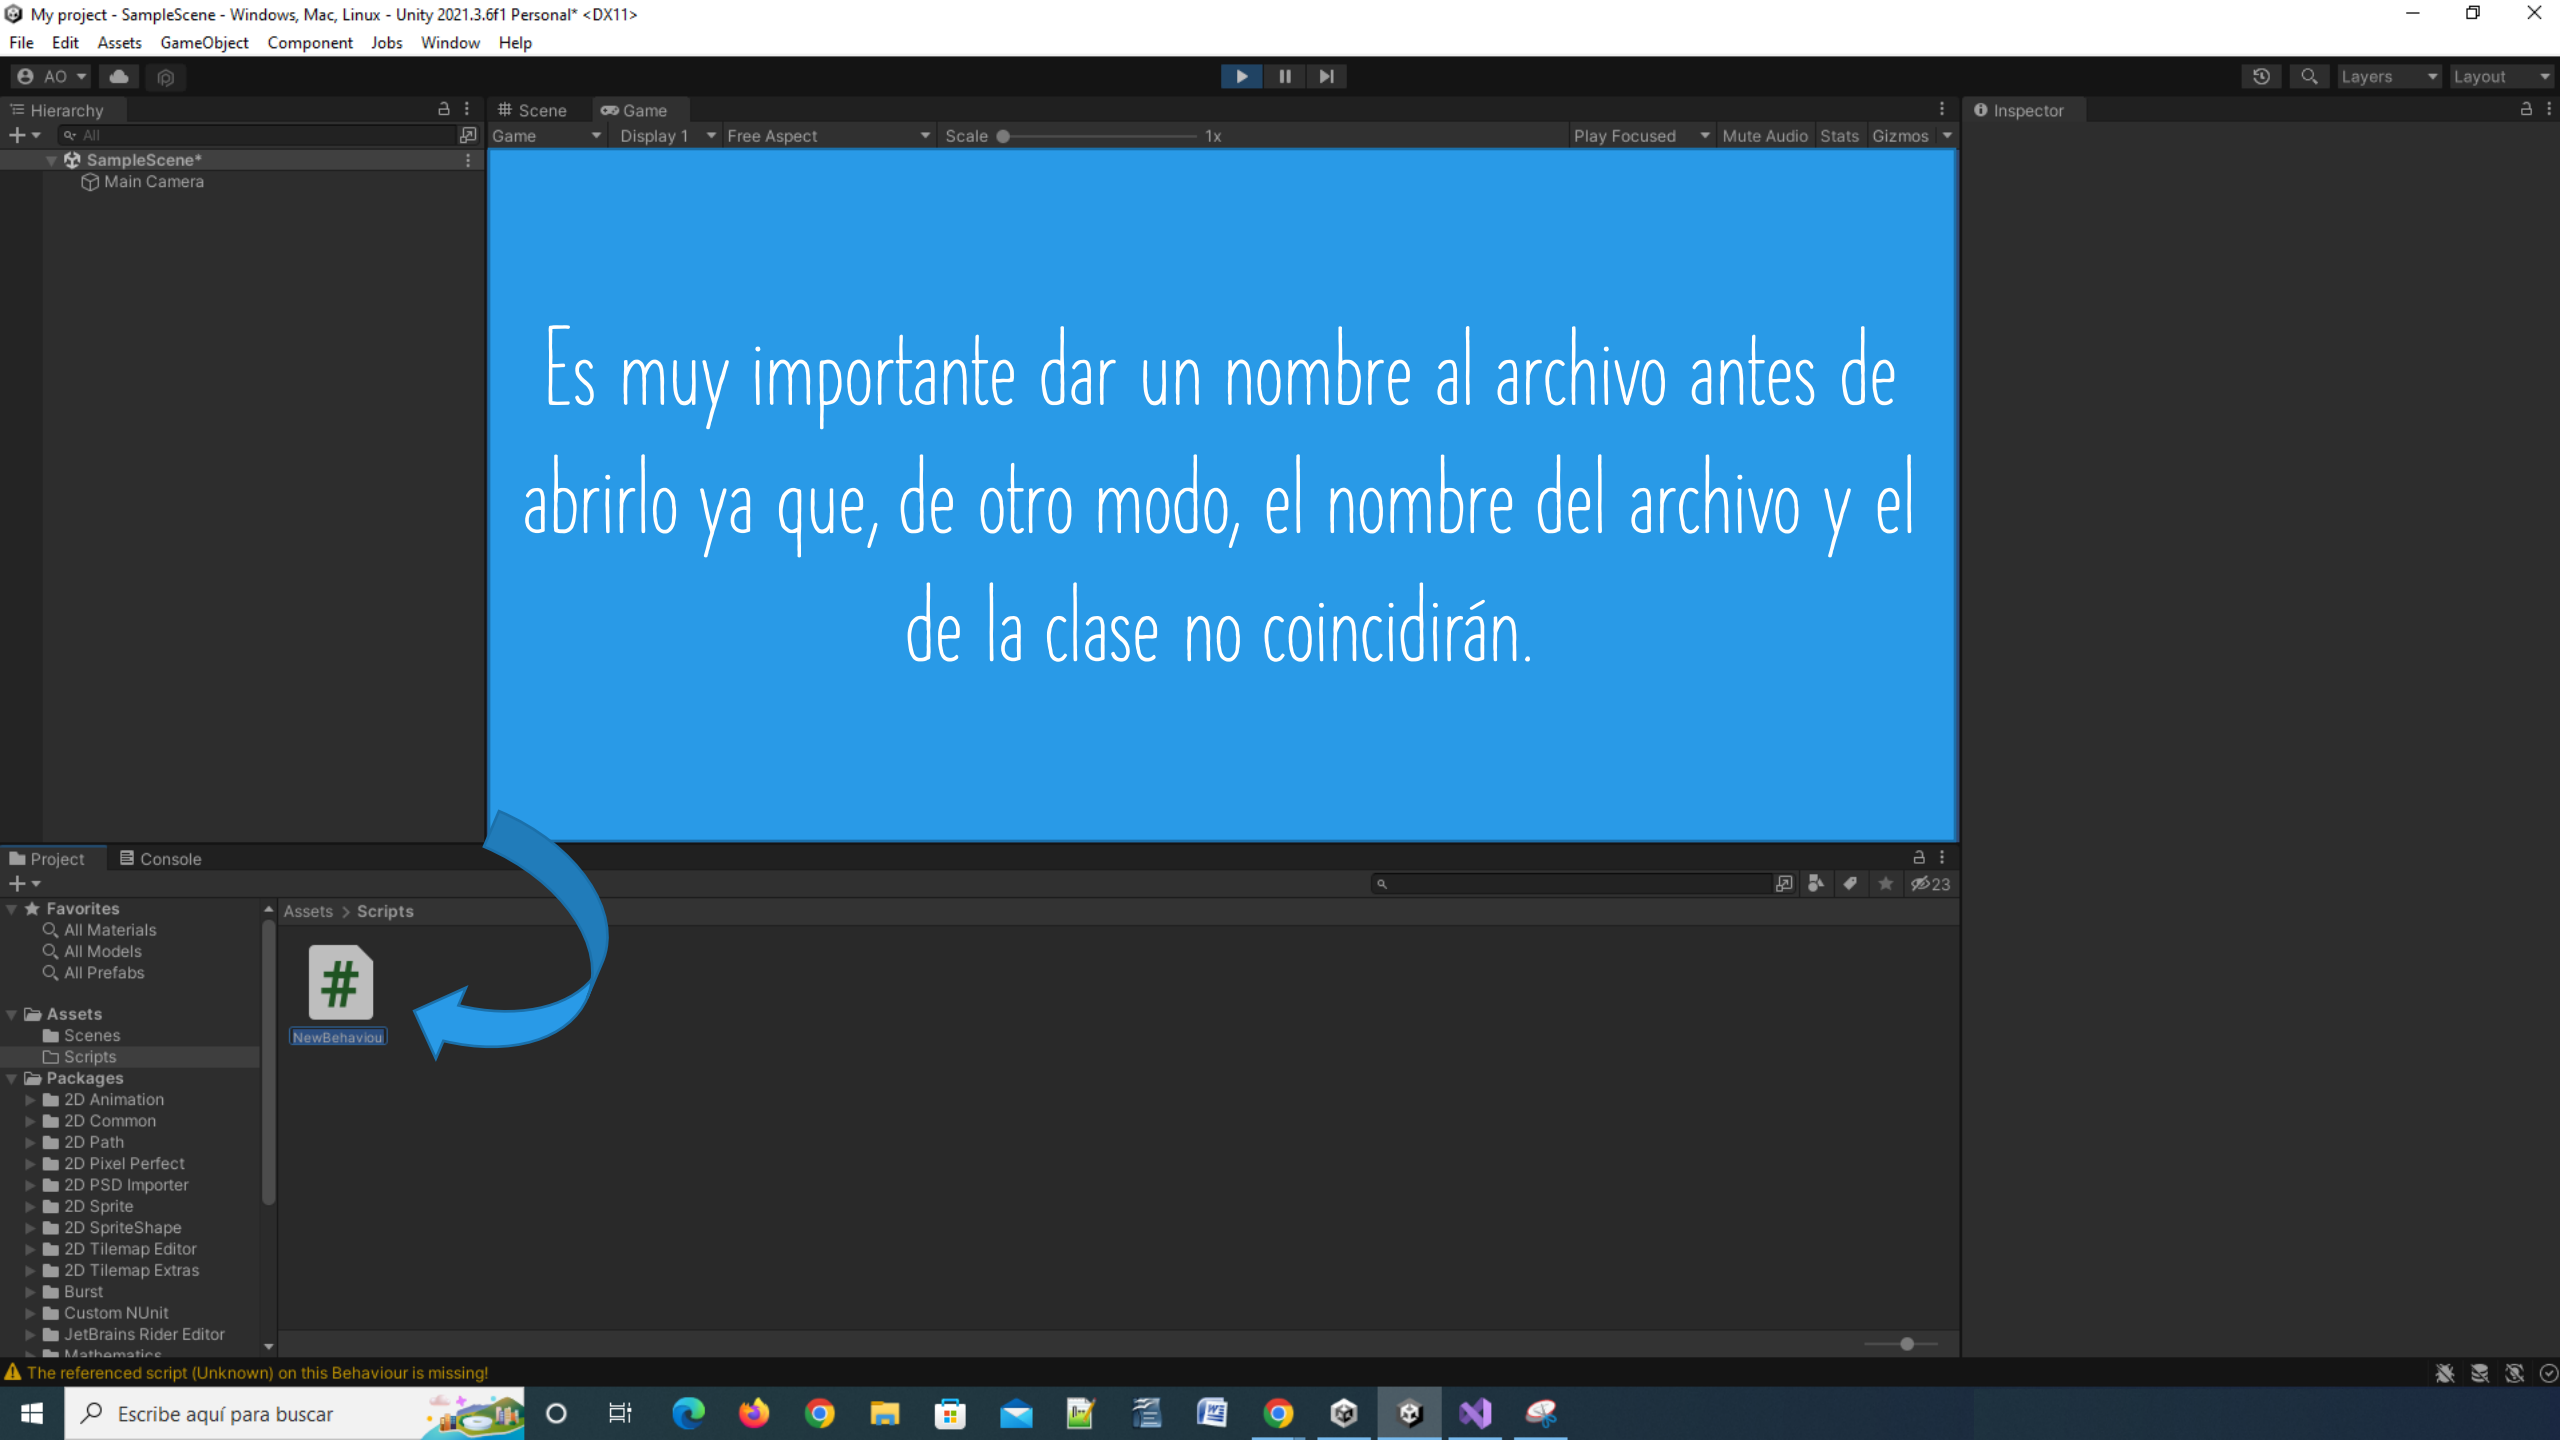 My project - SampleScene - Windows, Mac, Linux - Unity 2021.3.6f1 Personal* <DX11>
File Edit Assets GameObject Component Jobs Window Help
AO Layers Layout
Hierarchy
All
SampleScene*
Main Camera
Scene Game
Game Display 1 Free Aspect Scale 1x Play Focused Mute Audio Stats Gizmos
Inspector
Es muy importante dar un nombre al archivo antes de
abrirlo ya que, de otro modo, el nombre del archivo y el
de la clase no coincidirán.
Project Console
23
Favorites
All Materials
All Models
All Prefabs
Assets
Scenes
Scripts
Packages
2D Animation
2D Common
2D Path
2D Pixel Perfect
2D PSD Importer
2D Sprite
2D SpriteShape
2D Tilemap Editor
2D Tilemap Extras
Burst
Custom NUnit
JetBrains Rider Editor
Mathematics
Assets > Scripts
#
NewBehaviou
The referenced script (Unknown) on this Behaviour is missing!
Escribe aquí para buscar